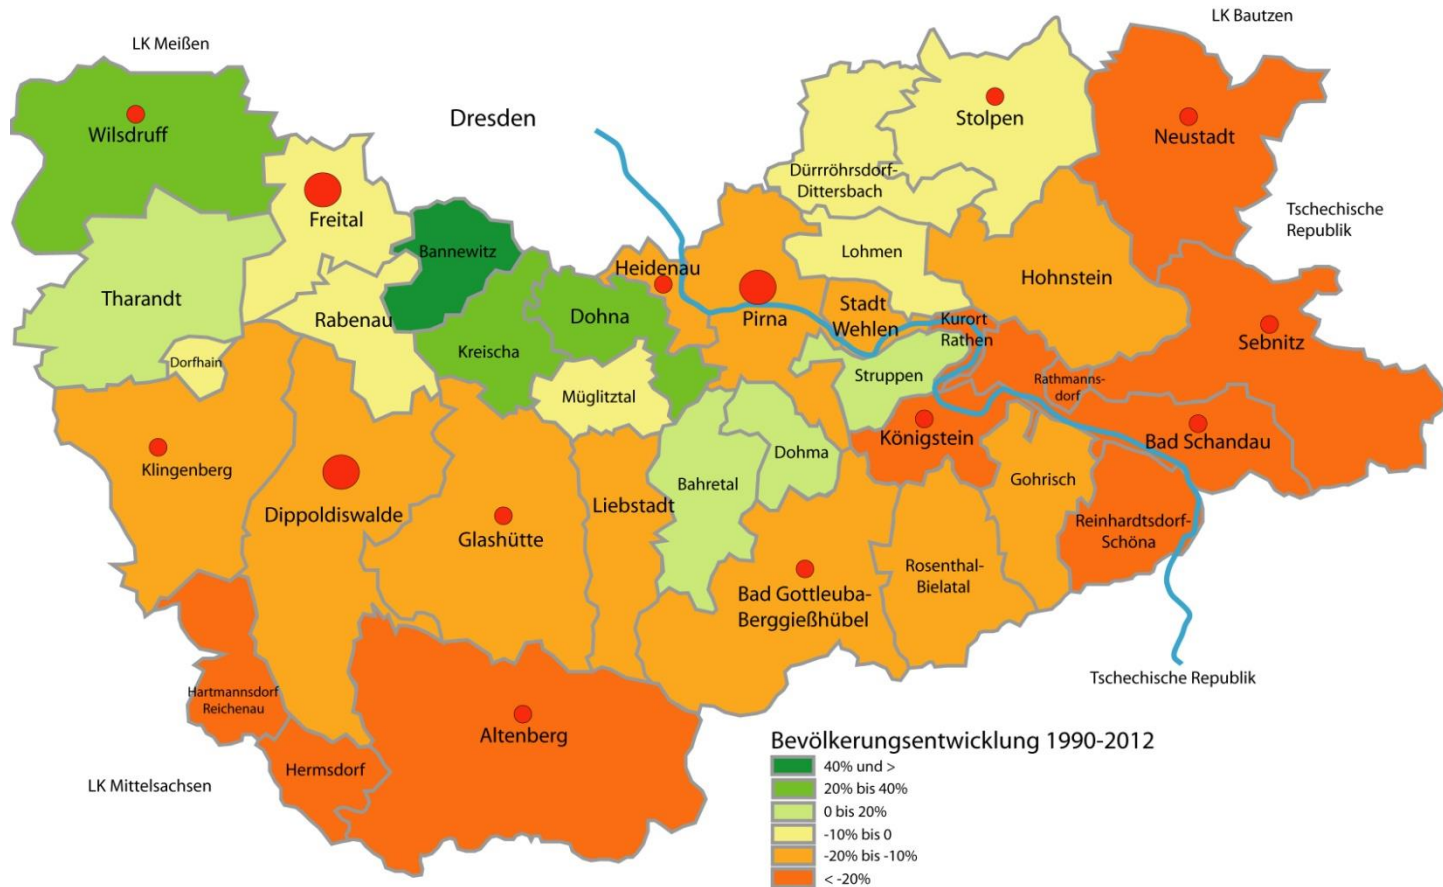 LK Meißen
LK Bautzen
Dresden
Wilsdruff
Stolpen
Neustadt
Dürrröhrsdorf-
Dittersbach
Freital
Tschechische
Republik
Bannewitz
Lohmen
Heidenau
Hohnstein
Tharandt
Rabenau
Dohna
Pirna
Stadt
Wehlen
Kurort
Rathen
Sebnitz
Kreischa
Dorfhain
Struppen
Rathmanns-
dorf
Müglitztal
Königstein
Bad Schandau
Klingenberg
Dohma
Gohrisch
Bahretal
Dippoldiswalde
Liebstadt
Glashütte
Reinhardtsdorf-
Schöna
Rosenthal-
Bielatal
Bad Gottleuba-
Berggießhübel
Tschechische Republik
Hartmannsdorf
Reichenau
Altenberg
Hermsdorf
LK Mittelsachsen
Bevölkerungsentwicklung 1990-2012
40% und >
20% bis 40%
0 bis 20%
-10% bis 0
-20% bis -10%
< -20%